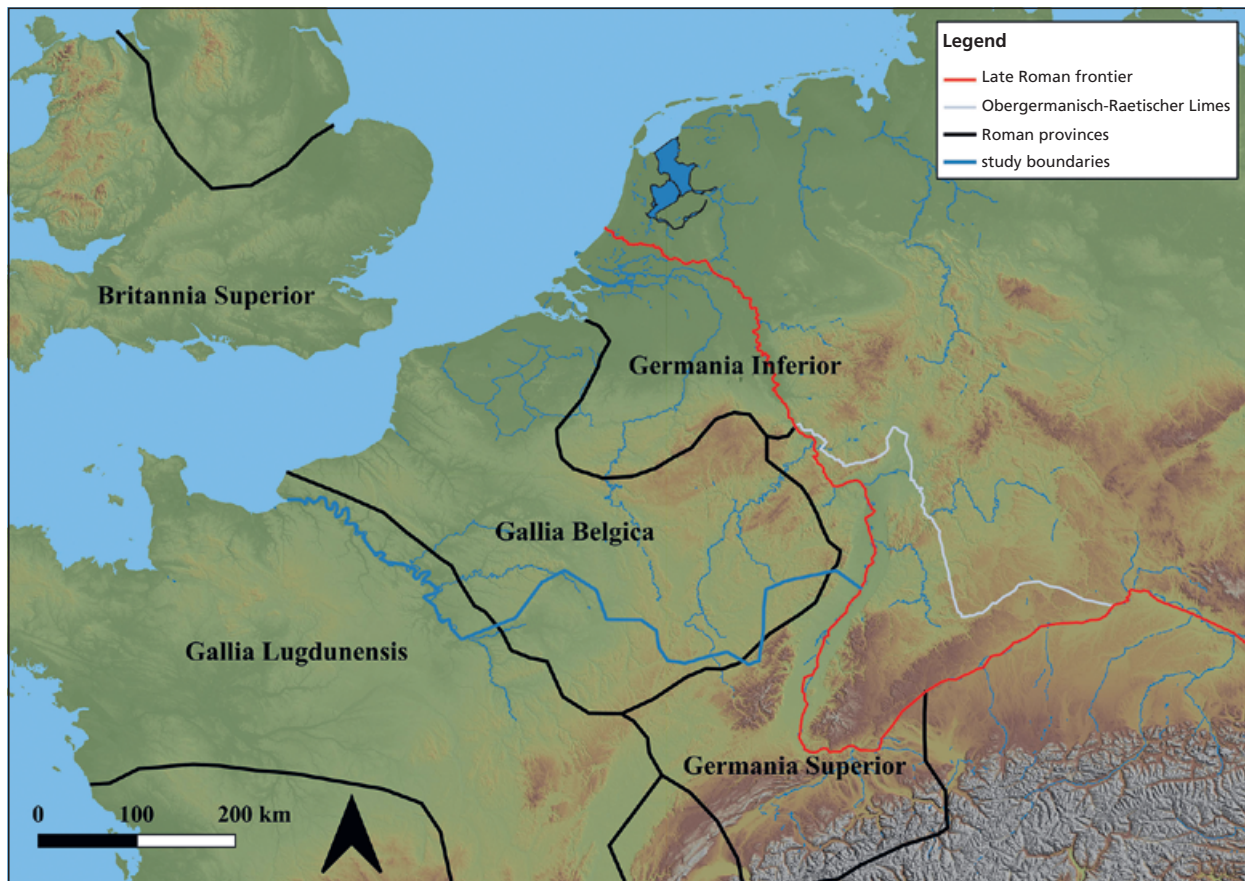 Legend
Late Roman frontier
Obergermanisch-Raetischer Limes
Roman provinces
study boundaries
Britannia Superior
Germania Inferior
Gallia Belgica
Gallia Lugdunensis
Germania Superior
0 100 200 km